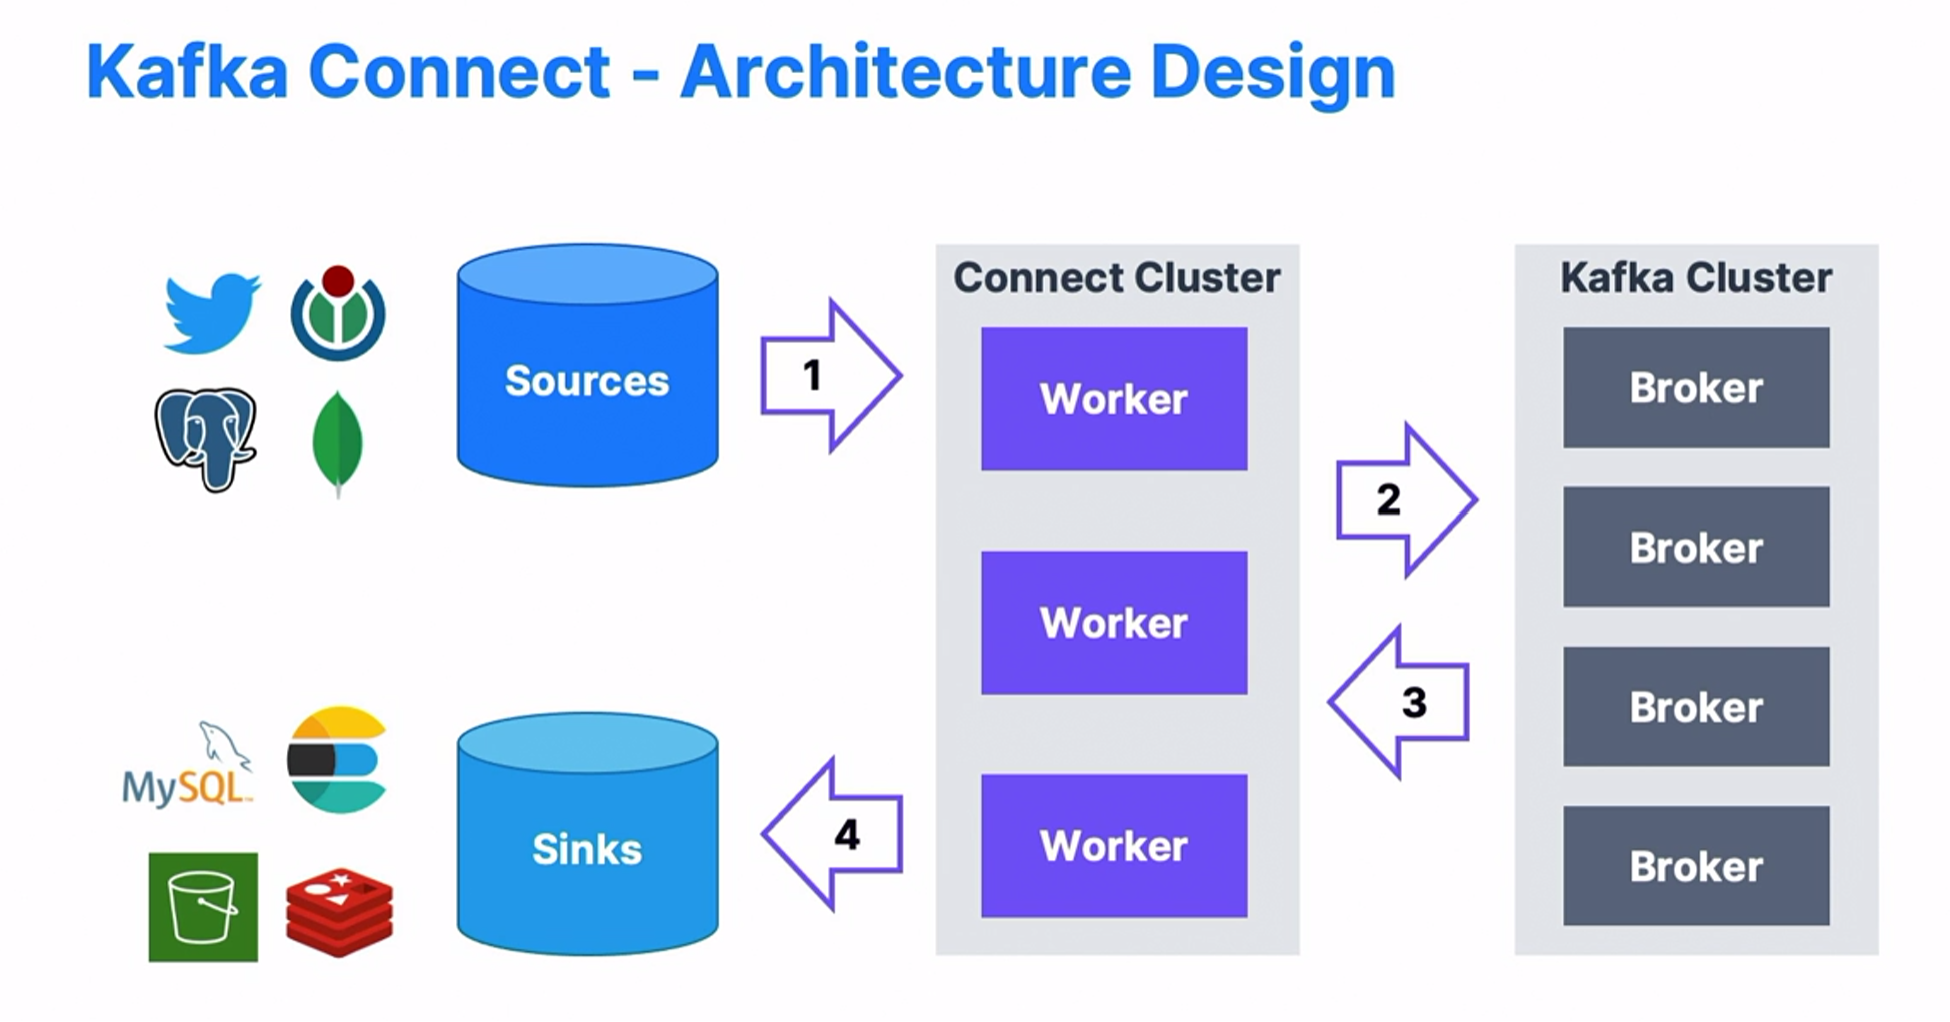 Kafka Connect - Architecture Design
Sources
1
Connect Cluster
Worker
Worker
Worker
2
3
Kafka Cluster
Broker
Broker
Broker
Broker
MySQL
Sinks
4